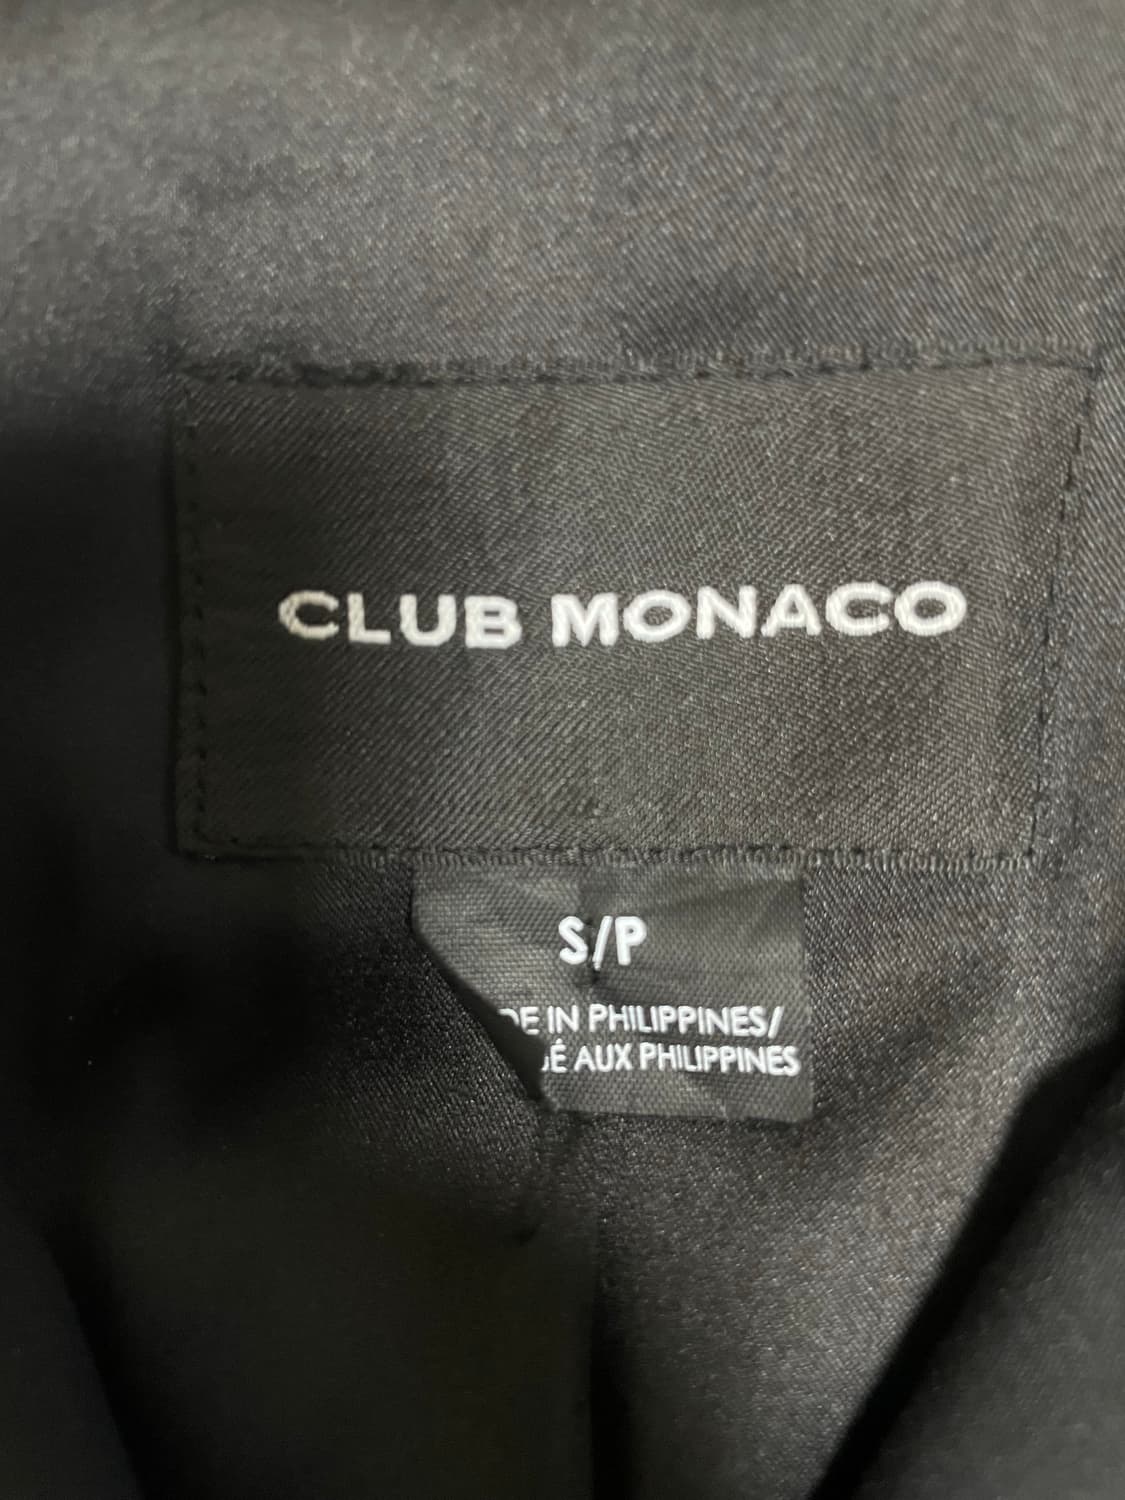 CLUB MONACO
S/P
DE IN PHILIPPINES/
É AUX PHILIPPINES